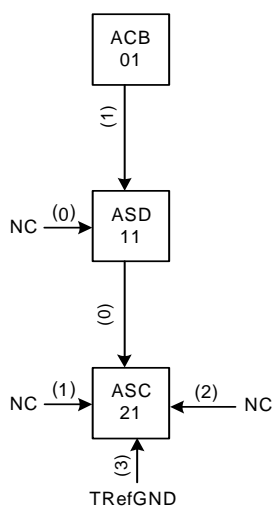 ACB
01
(1)
NC
(0)
ASD
11
(0)
NC
(1)
ASC
21
(2)
NC
(3)
TRefGND